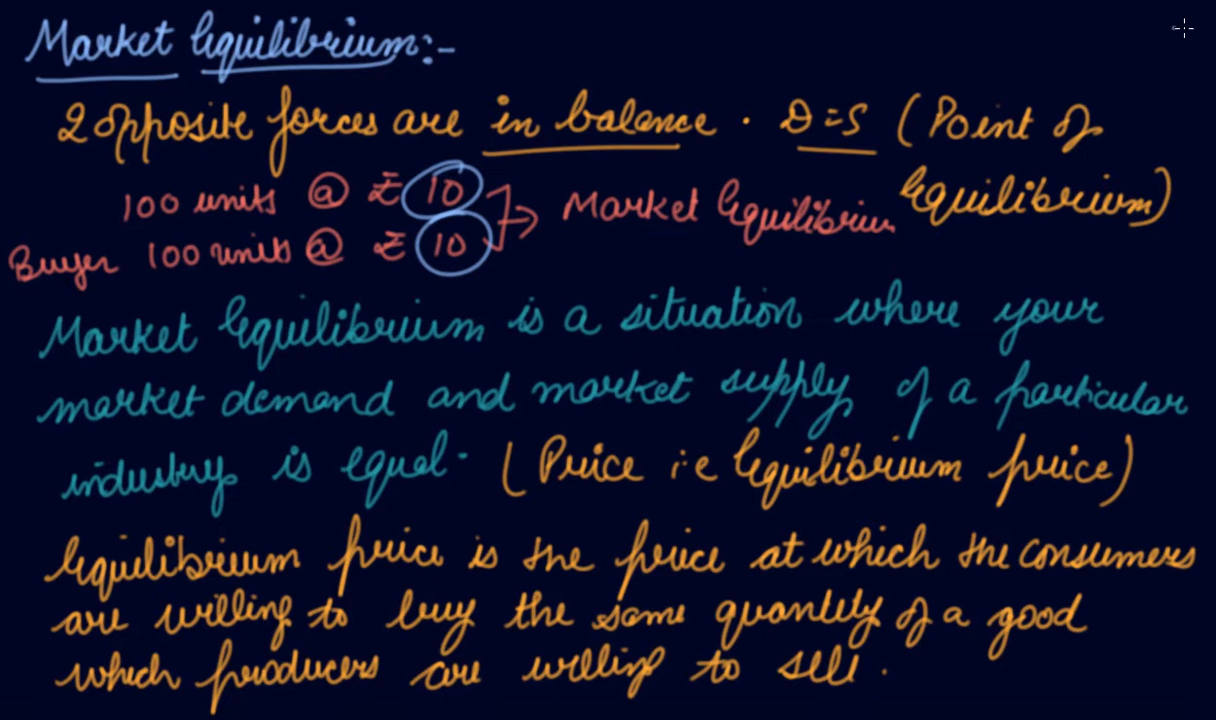 Market Equilibrium:-
2 opposite forces are in balance. D=S (Point of Equilibrium)
100 units @ ₹ 10
Buyer 100 units @ ₹ 10
→ Market Equilibrium
Market Equilibrium is a situation where your
market demand and market supply of a particular
industry is equal. (Price i.e Equilibrium price)
Equilibrium price is the price at which the consumers
are willing to buy the same quantity of a good
which producers are willing to sell.